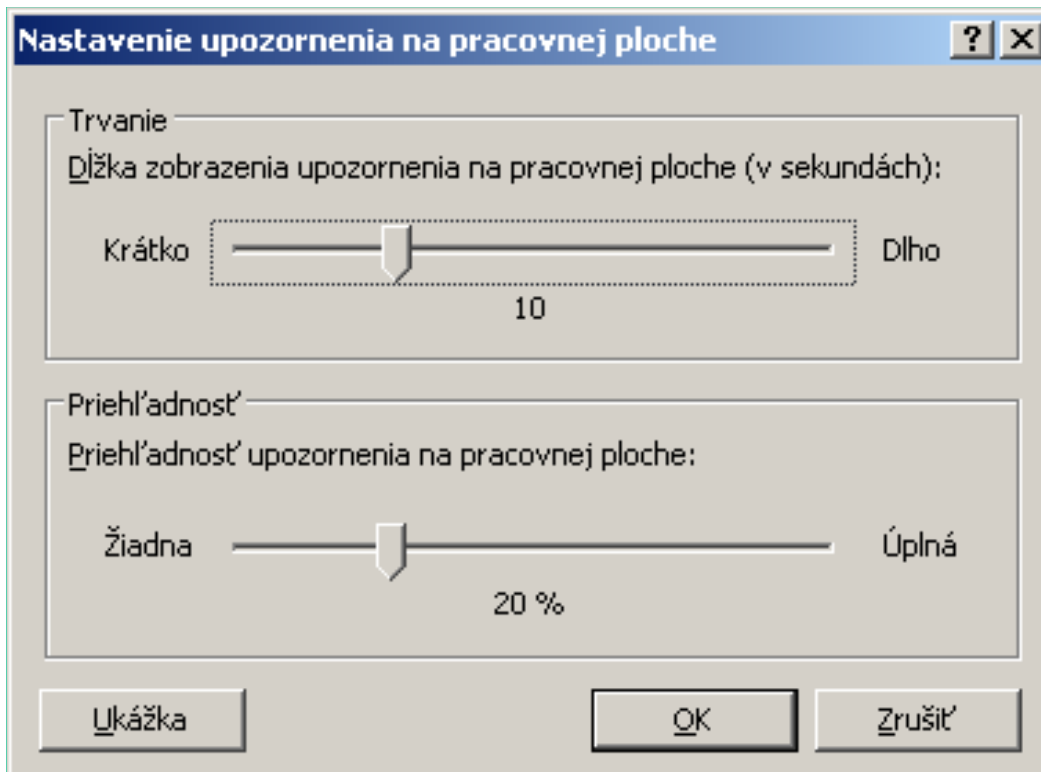 Nastavenie upozornenia na pracovnej ploche
Trvanie
Dĺžka zobrazenia upozornenia na pracovnej ploche (v sekundách):
Krátko
Dlho
10
Priehľadnosť
Priehľadnosť upozornenia na pracovnej ploche:
Žiadna
Úplná
20 %
Ukážka
OK
Zrušiť